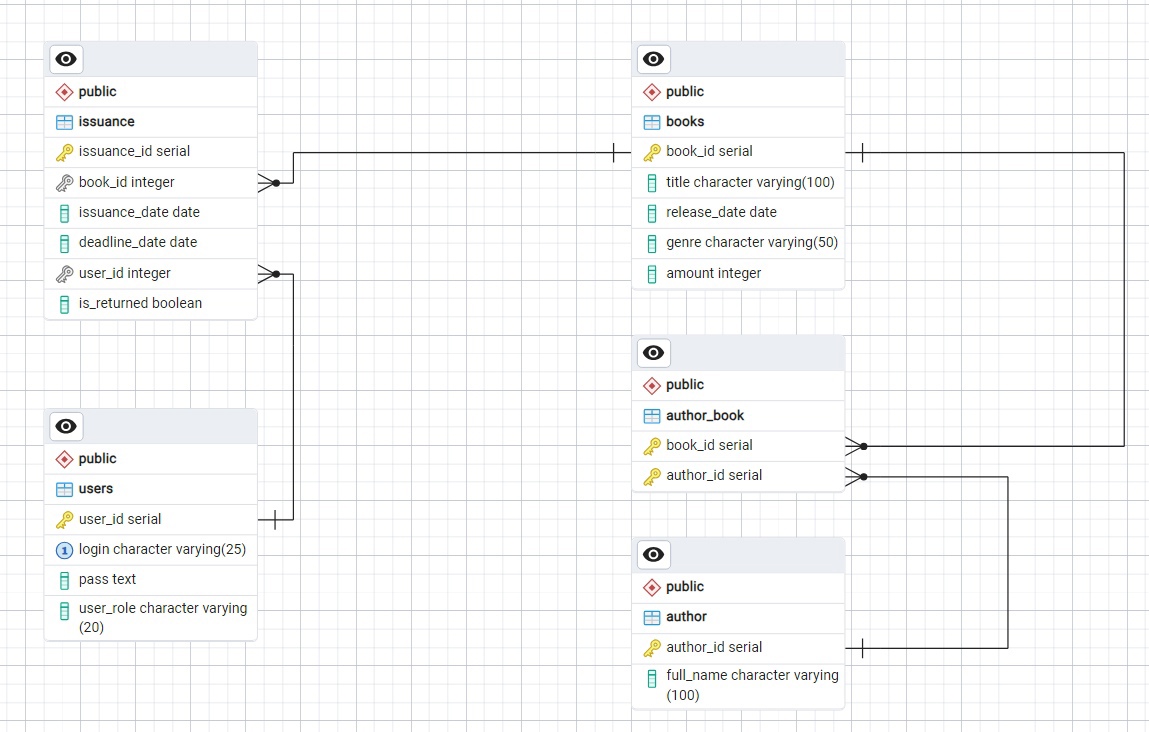 public
issuance
issuance_id serial
book_id integer
issuance_date date
deadline_date date
user_id integer
is_returned boolean
public
users
user_id serial
1
login character varying(25)
pass text
user_role character varying
(20)
public
books
book_id serial
title character varying(100)
release_date date
genre character varying(50)
amount integer
public
author_book
book_id serial
author_id serial
public
author
author_id serial
full_name character varying
(100)